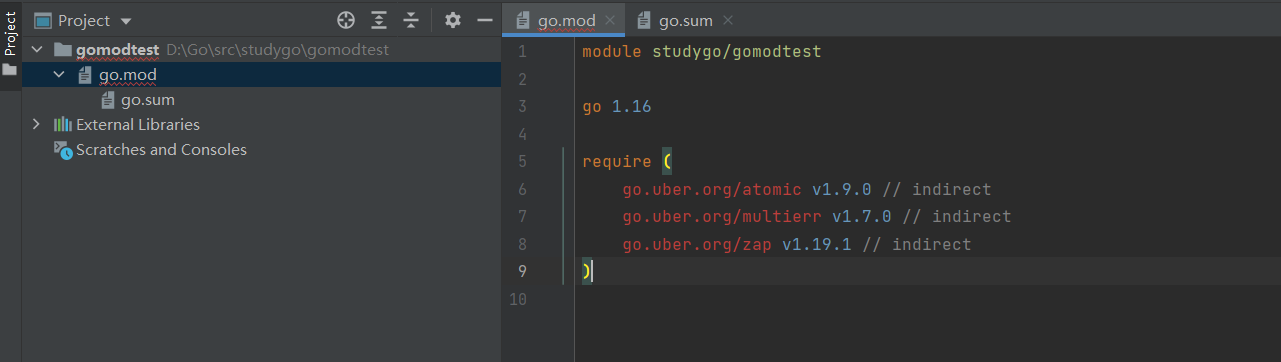 Project
Project
gomodtest D:\Go\src\studygo\gomodtest
go.mod
go.sum
External Libraries
Scratches and Consoles
go.mod
go.sum
1 module studygo/gomodtest
2
3 go 1.16
4
5 require (
6 go.uber.org/atomic v1.9.0 // indirect
7 go.uber.org/multierr v1.7.0 // indirect
8 go.uber.org/zap v1.19.1 // indirect
9 )
10